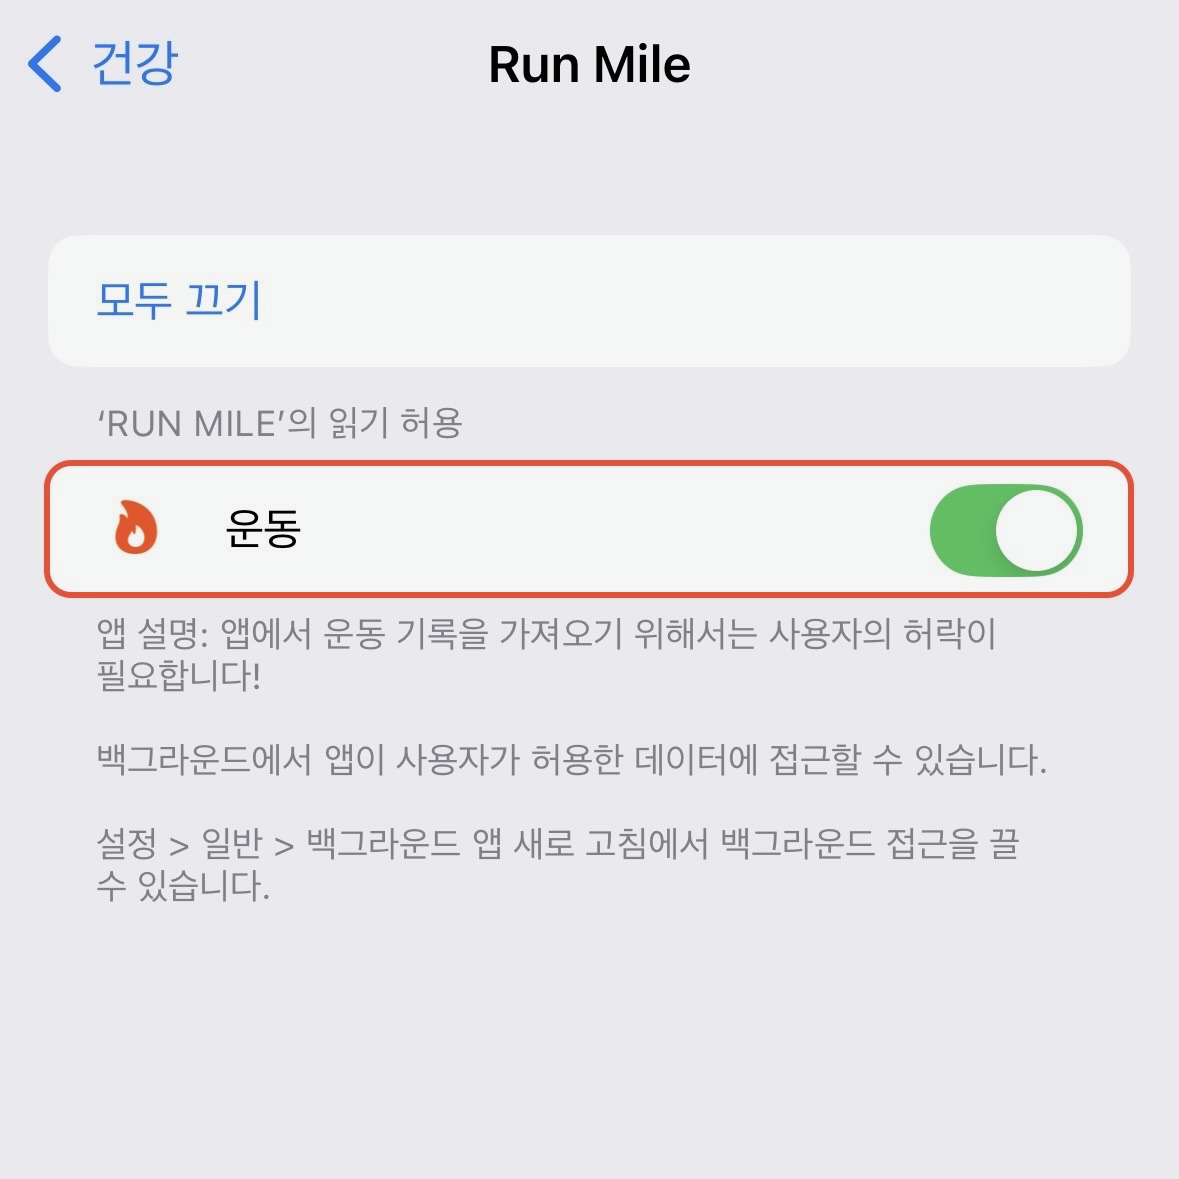 건강
Run Mile
모두 끄기
‘RUN MILE’의 읽기 허용
운동
앱 설명: 앱에서 운동 기록을 가져오기 위해서는 사용자의 허락이
필요합니다!
백그라운드에서 앱이 사용자가 허용한 데이터에 접근할 수 있습니다.
설정 > 일반 > 백그라운드 앱 새로 고침에서 백그라운드 접근을 끌
수 있습니다.